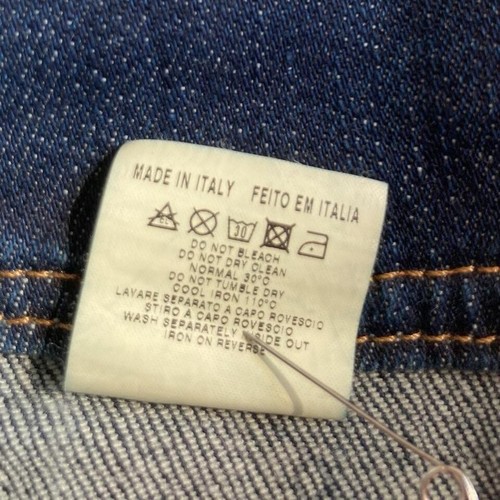 MADE IN ITALY FEITO EM ITALIA
30
DO NOT BLEACH
DO NOT DRY CLEAN
NORMAL 30°C
DO NOT TUMBLE DRY
COOL IRON 110°C
LAVARE SEPARATO A CAPO ROVESCIO
STIRO A CAPO ROVESCIO
WASH SEPARATELY INSIDE OUT
IRON ON REVERSE